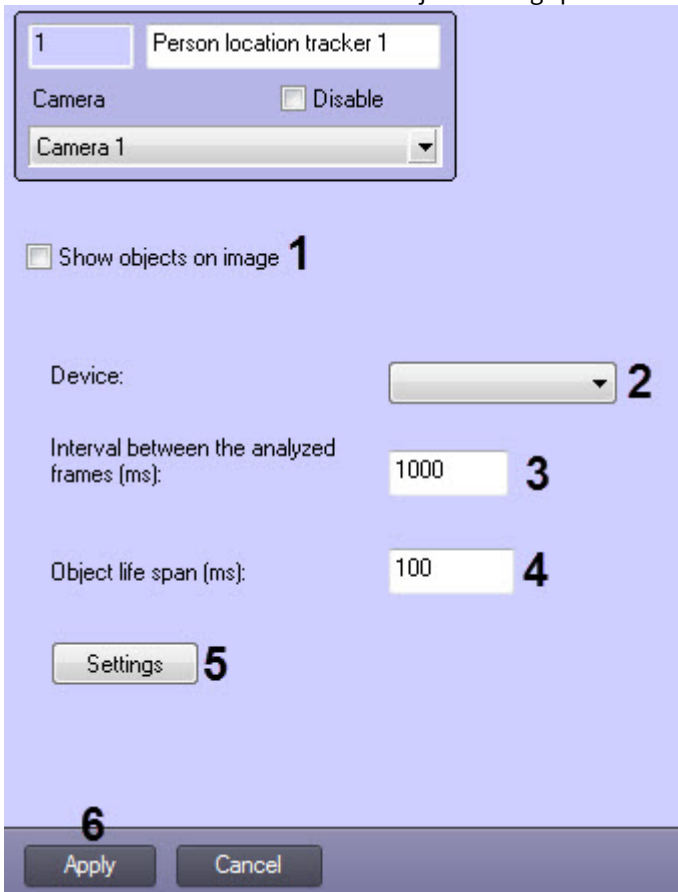 1 Person location tracker 1
Camera Disable
Camera 1
Show objects on image 1
Device: 2
Interval between the analyzed
frames (ms): 1000 3
Object life span (ms): 100 4
Settings 5
6
Apply Cancel